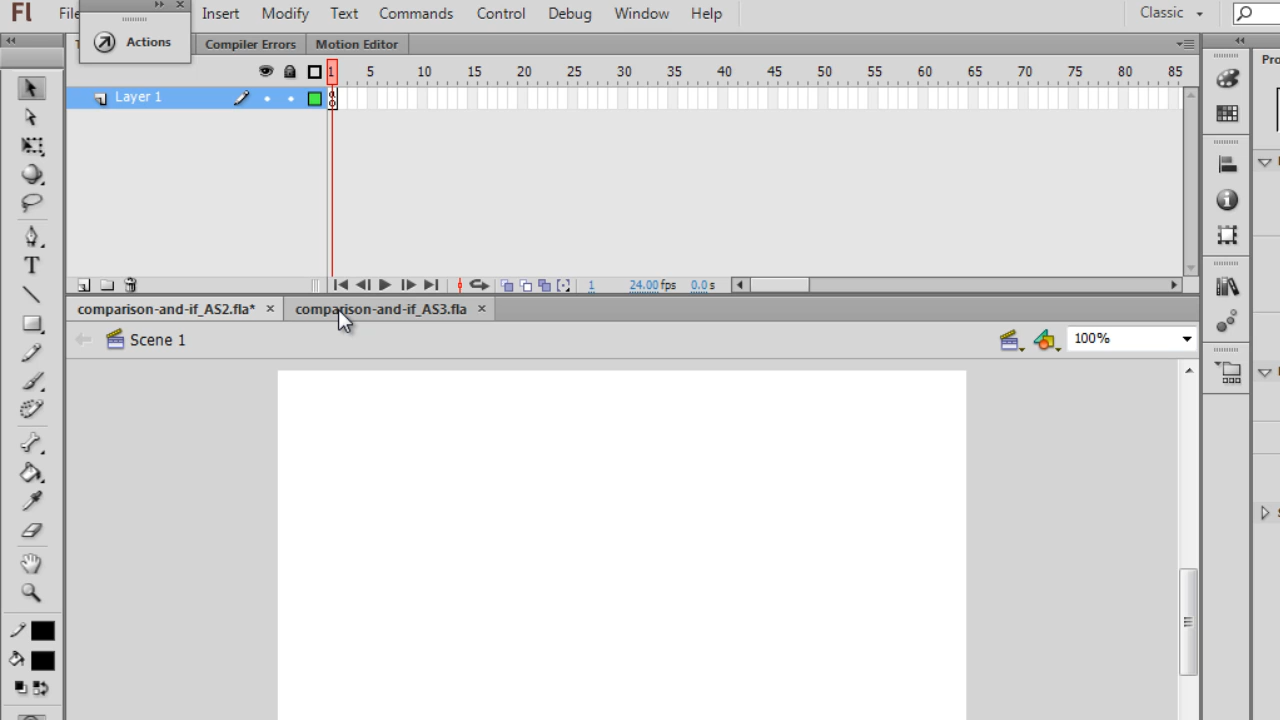 Fl File Insert Modify Text Commands Control Debug Window Help Classic
Actions Compiler Errors Motion Editor
1 5 10 15 20 25 30 35 40 45 50 55 60 65 70 75 80 85
Layer 1
1 24.00 fps 0.0 s
comparison-and-if_AS2.fla* comparison-and-if_AS3.fla
Scene 1 100%